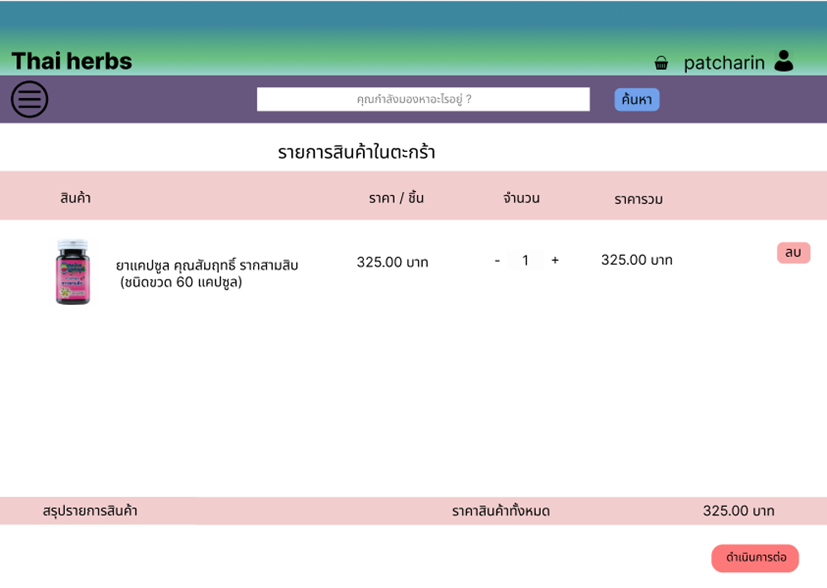 Thai herbs
patcharin
คุณกำลังมองหาอะไรอยู่ ?
ค้นหา
รายการสินค้าในตะกร้า
สินค้า ราคา / ชิ้น จำนวน ราคารวม
ยาแคปซูล คุณสัมฤทธิ์ รากสามสิบ 325.00 บาท - 1 + 325.00 บาท ลบ
(ชนิดขวด 60 แคปซูล)
สรุปรายการสินค้า ราคาสินค้าทั้งหมด 325.00 บาท
ดำเนินการต่อ